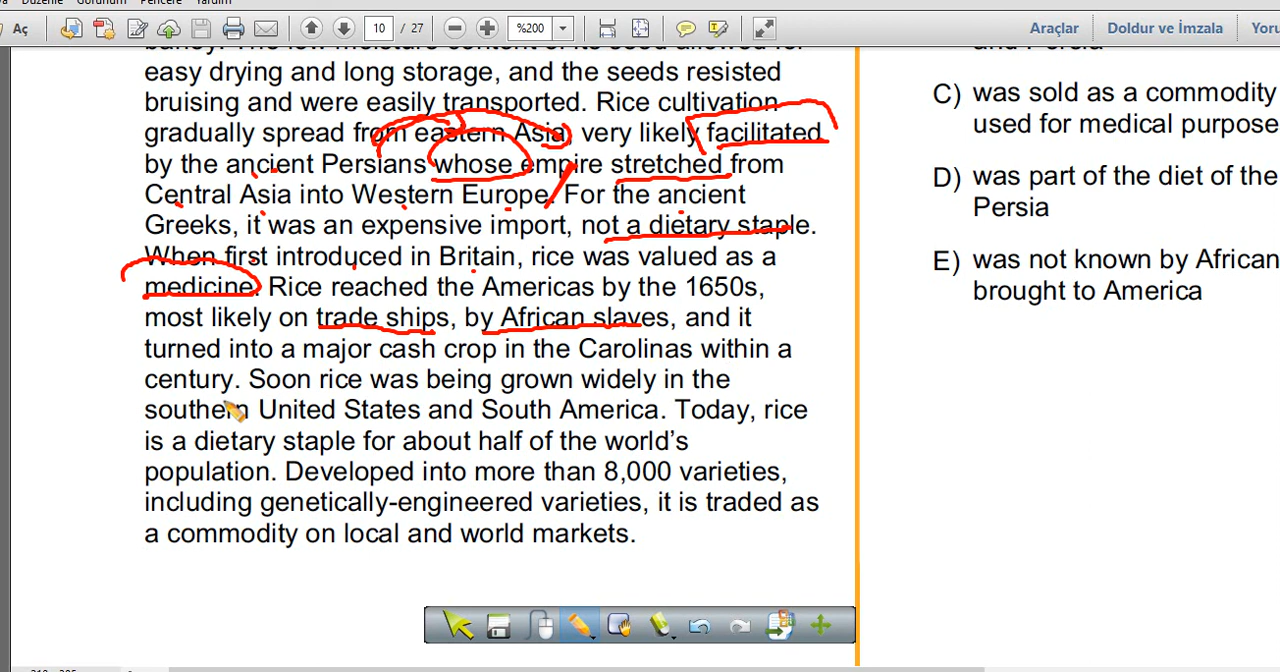 Düzenle Görünüm Pencere Yardım
Aç
10 / 27
%200
Araçlar
Doldur ve İmzala
easy drying and long storage, and the seeds resisted
bruising and were easily transported. Rice cultivation
gradually spread from eastern Asia, very likely facilitated
by the ancient Persians whose empire stretched from
Central Asia into Western Europe. For the ancient
Greeks, it was an expensive import, not a dietary staple.
When first introduced in Britain, rice was valued as a
medicine. Rice reached the Americas by the 1650s,
most likely on trade ships, by African slaves, and it
turned into a major cash crop in the Carolinas within a
century. Soon rice was being grown widely in the
southern United States and South America. Today, rice
is a dietary staple for about half of the world's
population. Developed into more than 8,000 varieties,
including genetically-engineered varieties, it is traded as
a commodity on local and world markets.
C) was sold as a commodity
used for medical purpose
D) was part of the diet of the
Persia
E) was not known by African
brought to America